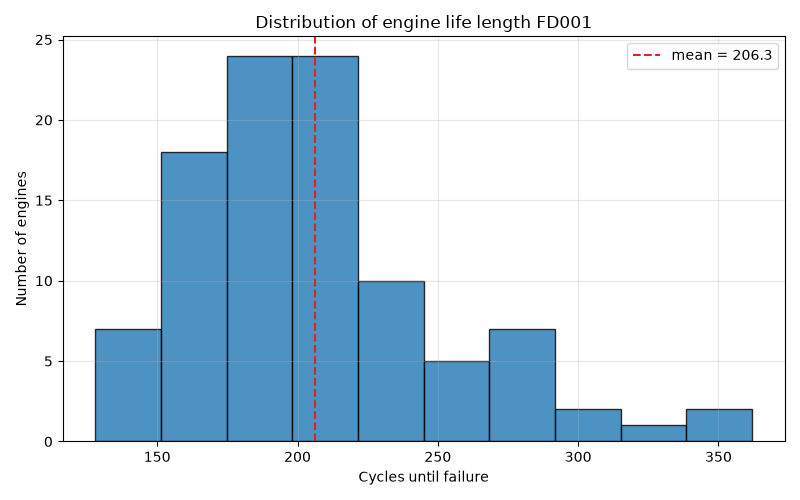 Distribution of engine life length FD001
mean = 206.3
25
20
15
10
5
0
Number of engines
150
200
250
300
350
Cycles until failure